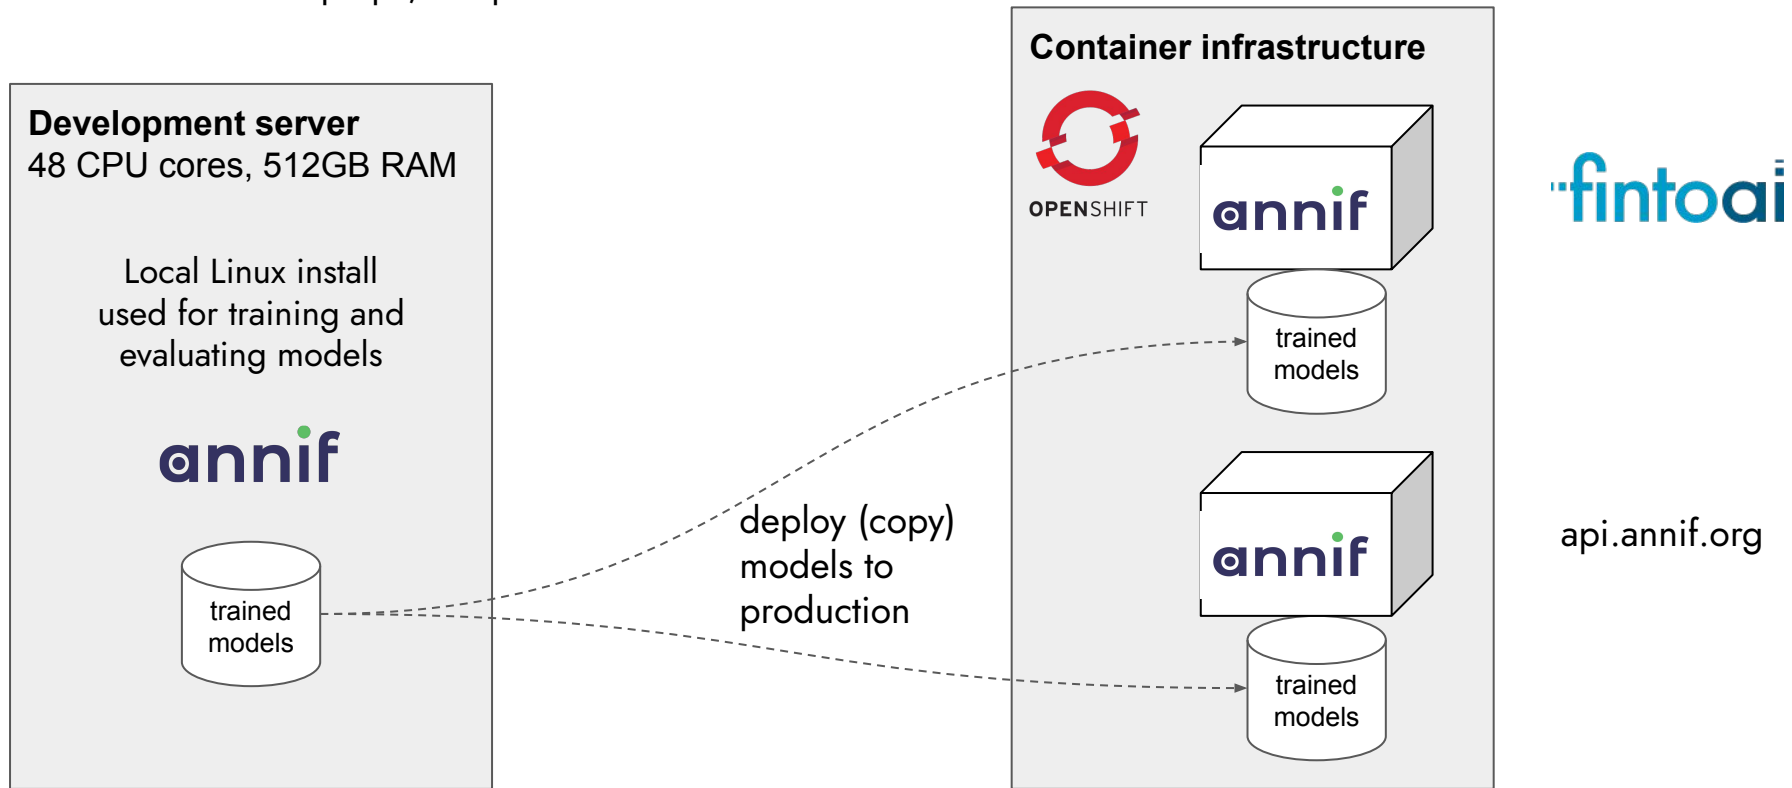 Development server
48 CPU cores, 512GB RAM
Local Linux install
used for training and
evaluating models
annif
trained
models
deploy (copy)
models to
production
Container infrastructure
OPENSHIFT
annif
trained
models
annif
trained
models
fintoai
api.annif.org